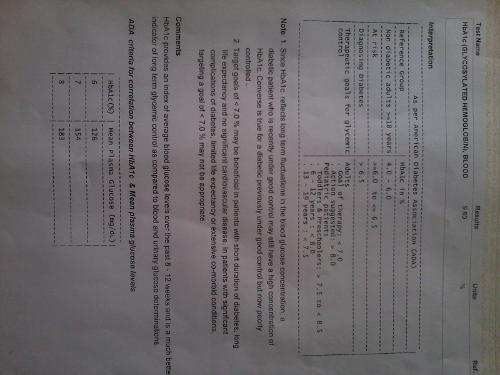 Test Name Results Units Ref.
HbA1c (GLYCOSYLATED HEMOGLOBIN), BLOOD %
Interpretation
As per American Diabetes Association (ADA)
Reference Group HbA1c in %
Non diabetic adults >=18 years 4.0 - 6.0
At risk >=6.0 to <= 6.5
Diagnosing Diabetes > 6.5
Therapeutic goals for glycemic control
Adults
. Goal of therapy: < 7.0
. Action suggested: > 8.0
Pediatric patients
. Toddlers & Preschoolers: > 7.5 to < 8.5
. 6 - 12 years: < 8.0
. 13 - 19 years: < 7.5
Note: 1. Since HbA1c reflects long term fluctuations in the blood glucose concentration, a
diabetic patient who is recently under good control may still have a high concentration of
HbA1c. Converse is true for a diabetic previously under good control but now poorly
controlled.
2. Target goals of < 7.0 % may be beneficial in patients with short duration of diabetes, long
life expectancy and no significant cardiovascular disease. In patients with significant
complications of diabetes, limited life expectancy or extensive co-morbid conditions,
targeting a goal of < 7.0 % may not be appropriate.
Comments
HbA1c provides an index of average blood glucose levels over the past 8 - 12 weeks and is a much bette
indicator of long term glycemic control as compared to blood and urinary glucose determinations.
ADA criteria for correlation between HbA1c & Mean plasma glucose levels
HbA1c(%) Mean Plasma Glucose (mg/dL)
6 126
7 154
8 183